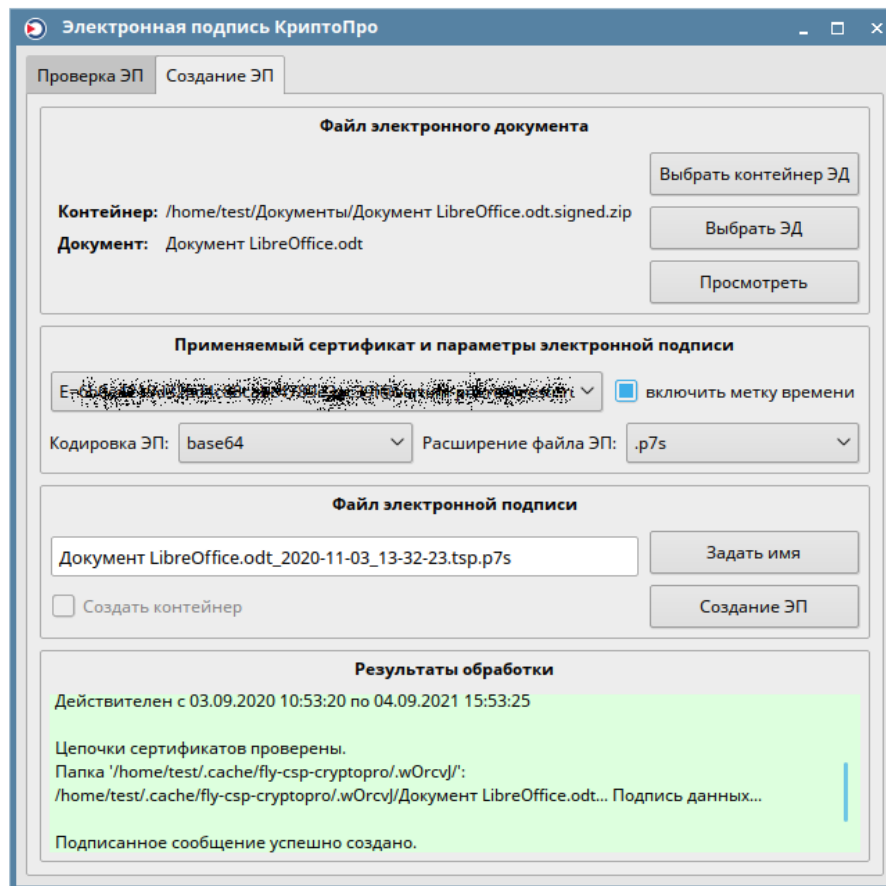 Электронная подпись КриптоПро
Проверка ЭП Создание ЭП
Файл электронного документа
Выбрать контейнер ЭД
Контейнер: /home/test/Документы/Документ LibreOffice.odt.signed.zip
Выбрать ЭД
Документ: Документ LibreOffice.odt
Просмотреть
Применяемый сертификат и параметры электронной подписи
включить метку времени
Кодировка ЭП: base64 Расширение файла ЭП: .p7s
Файл электронной подписи
Документ LibreOffice.odt_2020-11-03_13-32-23.tsp.p7s Задать имя
Создать контейнер Создание ЭП
Результаты обработки
Действителен с 03.09.2020 10:53:20 по 04.09.2021 15:53:25
Цепочки сертификатов проверены.
Папка '/home/test/.cache/fly-csp-cryptopro/.wOrcvJ/':
/home/test/.cache/fly-csp-cryptopro/.wOrcvJ/Документ LibreOffice.odt... Подпись данных...
Подписанное сообщение успешно создано.